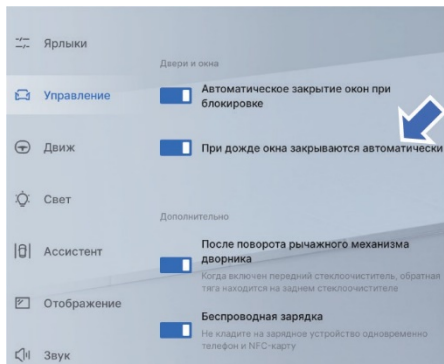 Ярлыки
Двери и окна
Управление
Автоматическое закрытие окон при
блокировке
Движ
При дожде окна закрываются автоматически
Свет
Дополнительно
Ассистент
После поворота рычажного механизма
дворника
Когда включен передний стеклоочиститель, обратная
тяга находится на заднем стеклоочистителе
Отображение
Беспроводная зарядка
Не кладите на зарядное устройство одновременно
телефон и NFC-карту
Звук